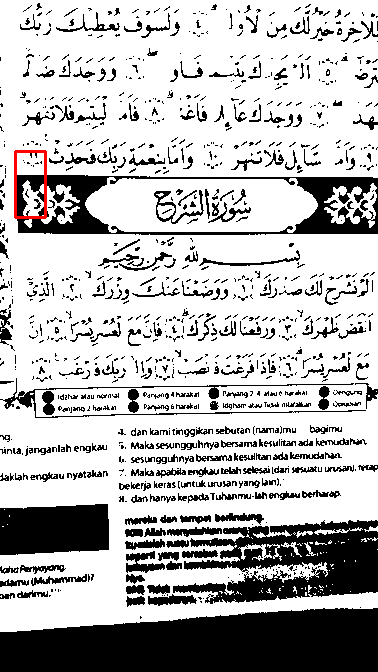 وَلَلْآخِرَةُ خَيْرٌ لَّكَ مِنَ الْأُولَىٰ ٤ وَلَسَوْفَ يُعْطِيكَ رَبُّكَ
فَتَرْضَىٰ ٥ أَلَمْ يَجِدْكَ يَتِيمًا فَآوَىٰ ٦ وَوَجَدَكَ ضَالًّا
فَهَدَىٰ ٧ وَوَجَدَكَ عَائِلًا فَأَغْنَىٰ ٨ فَأَمَّا الْيَتِيمَ فَلَا تَقْهَرْ
٩ وَأَمَّا السَّائِلَ فَلَا تَنْهَرْ ١٠ وَأَمَّا بِنِعْمَةِ رَبِّكَ فَحَدِّثْ ١١
سُورَةُ الشَّرْحِ
بِسْمِ اللَّهِ الرَّحْمَٰنِ الرَّحِيمِ
أَلَمْ نَشْرَحْ لَكَ صَدْرَكَ ١ وَوَضَعْنَا عَنْكَ وِزْرَكَ ٢ الَّذِي
أَنْقَضَ ظَهْرَكَ ٣ وَرَفَعْنَا لَكَ ذِكْرَكَ ٤ فَإِنَّ مَعَ الْعُسْرِ يُسْرًا ٥ إِنَّ
مَعَ الْعُسْرِ يُسْرًا ٦ فَإِذَا فَرَغْتَ فَانْصَبْ ٧ وَإِلَىٰ رَبِّكَ فَارْغَبْ ٨
Idzhar atau normal Panjang 4 harakat Panjang 2 4 atau 6 harakat Dengung
Panjang 2 harakat Panjang 6 harakat Idgham atau Tidak dilafalkan
minta, janganlah engkau
daklah engkau nyatakan
Maha Penyayang.
adamu (Muhammad)?
ban darimu,
4. dan kami tinggikan sebutan (nama)mu bagimu
5. Maka sesungguhnya bersama kesulitan ada kemudahan,
6. sesungguhnya bersama kesulitan ada kemudahan.
7. Maka apabila engkau telah selesai (dari sesuatu urusan), tetap
bekerja keras (untuk urusan yang lain),
8. dan hanya kepada Tuhanmu-lah engkau berharap.
mereka dan tempat berlindung.